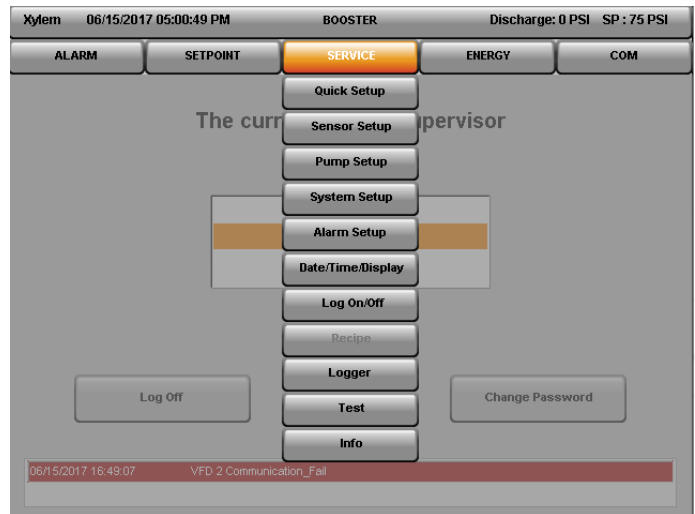 Xylem 06/15/2017 05:00:49 PM BOOSTER Discharge: 0 PSI SP : 75 PSI
ALARM SETPOINT SERVICE ENERGY COM
Quick Setup
The curr pervisor
Sensor Setup
Pump Setup
System Setup
Alarm Setup
Date/Time/Display
Log On/Off
Recipe
Logger
Log Off Change Password
Test
Info
06/15/2017 16:49:07 VFD 2 Communication_Fail